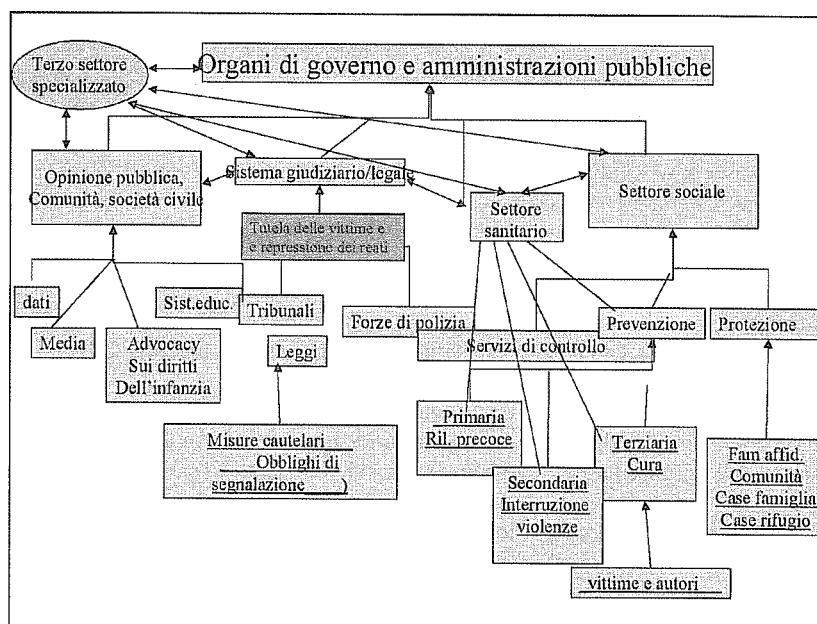 Terzo settore
specializzato
Organi di governo e amministrazioni pubbliche
Opinione pubblica,
Comunità, società civile
Sistema giudiziario/legale
Settore sociale
Settore
sanitario
Tutela delle vittime e
e repressione dei reati
dati
Sist.educ.
Tribunali
Forze di polizia
Prevenzione
Protezione
Media
Advocacy
Sui diritti
Dell'infanzia
Leggi
Servizi di controllo
Misure cautelari
Obblighi di
segnalazione )
Primaria
Ril. precoce
Terziaria
Cura
Secondaria
Interruzione
violenze
Fam affid.
Comunità
Case famiglia
Case rifugio
vittime e autori